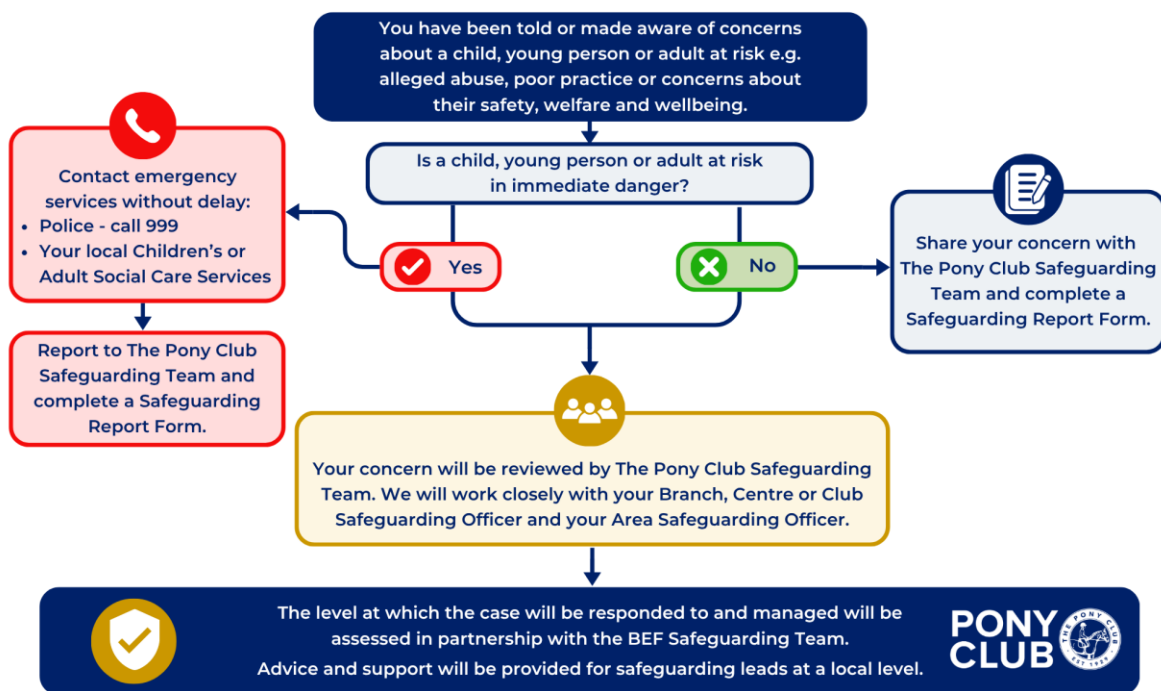 You have been told or made aware of concerns
about a child, young person or adult at risk e.g.
alleged abuse, poor practice or concerns about
their safety, welfare and wellbeing.
Is a child, young person or adult at risk
in immediate danger?
Yes
No
Contact emergency
services without delay:
• Police - call 999
• Your local Children’s or
Adult Social Care Services
Report to The Pony Club
Safeguarding Team and
complete a Safeguarding
Report Form.
Share your concern with
The Pony Club Safeguarding
Team and complete a
Safeguarding Report Form.
Your concern will be reviewed by The Pony Club Safeguarding
Team. We will work closely with your Branch, Centre or Club
Safeguarding Officer and your Area Safeguarding Officer.
The level at which the case will be responded to and managed will be
assessed in partnership with the BEF Safeguarding Team.
Advice and support will be provided for safeguarding leads at a local level.
PONY
CLUB
THE PONY CLUB
EST 1929